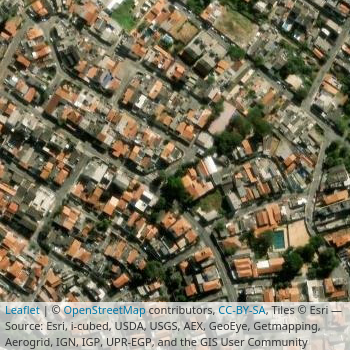 Leaflet | © OpenStreetMap contributors, CC-BY-SA, Tiles © Esri —
Source: Esri, i-cubed, USDA, USGS, AEX, GeoEye, Getmapping,
Aerogrid, IGN, IGP, UPR-EGP, and the GIS User Community